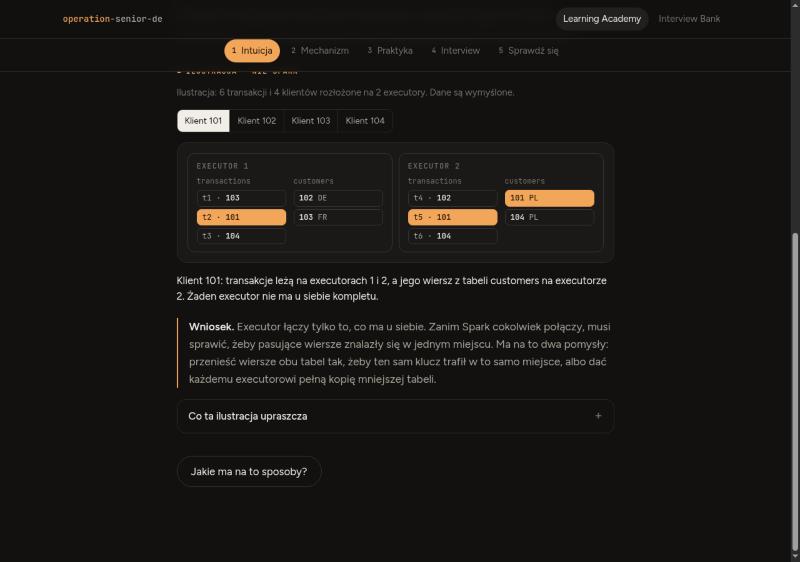 operation-senior-de
Learning Academy
Interview Bank
1 Intuicja
2 Mechanizm
3 Praktyka
4 Interview
5 Sprawdź się
Ilustracja: 6 transakcji i 4 klientów rozłożone na 2 executory. Dane są wymyślone.
Klient 101
Klient 102
Klient 103
Klient 104
EXECUTOR 1
transactions
customers
t1 · 103
102 DE
t2 · 101
103 FR
t3 · 104
EXECUTOR 2
transactions
customers
t4 · 102
101 PL
t5 · 101
104 PL
t6 · 104
Klient 101: transakcje leżą na executorach 1 i 2, a jego wiersz z tabeli customers na executorze
2. Żaden executor nie ma u siebie kompletu.
Wniosek. Executor łączy tylko to, co ma u siebie. Zanim Spark cokolwiek połączy, musi
sprawić, żeby pasujące wiersze znalazły się w jednym miejscu. Ma na to dwa pomysły:
przenieść wiersze obu tabel tak, żeby ten sam klucz trafił w to samo miejsce, albo dać
każdemu executorowi pełną kopię mniejszej tabeli.
Co ta ilustracja upraszcza
+
Jakie ma na to sposoby?